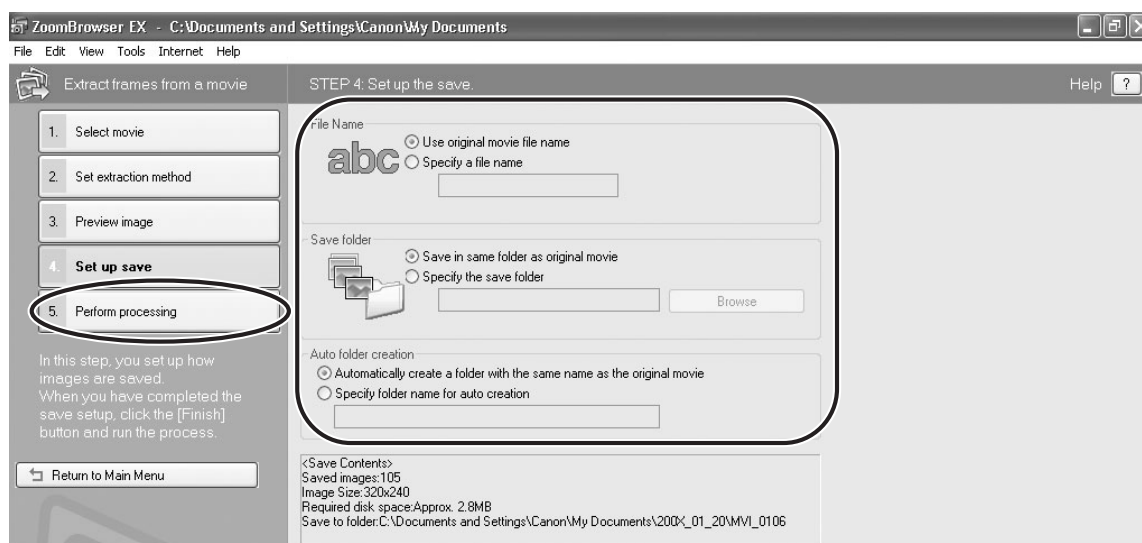 ZoomBrowser EX - C:\Documents and Settings\Canon\My Documents
File Edit View Tools Internet Help
Extract frames from a movie
STEP 4: Set up the save.
Help ?
1. Select movie
2. Set extraction method
3. Preview image
4. Set up save
5. Perform processing
In this step, you set up how
images are saved.
When you have completed the
save setup, click the [Finish]
button and run the process.
Return to Main Menu
File Name
abc
Use original movie file name
Specify a file name
Save folder
Save in same folder as original movie
Specify the save folder
Browse
Auto folder creation
Automatically create a folder with the same name as the original movie
Specify folder name for auto creation
<Save Contents>
Saved images:105
Image Size:320x240
Required disk space:Approx. 2.8MB
Save to folder:C:\Documents and Settings\Canon\My Documents\200X_01_20\MVI_0106